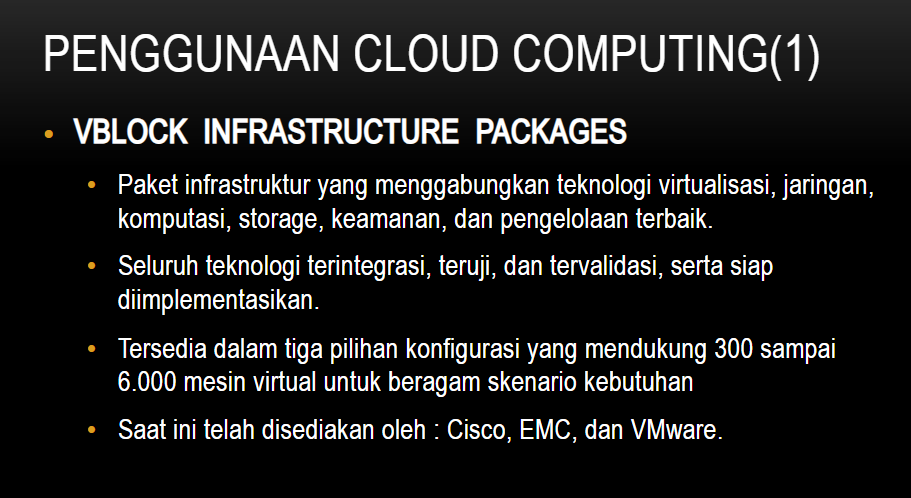 PENGGUNAAN CLOUD COMPUTING(1)
• VBLOCK INFRASTRUCTURE PACKAGES
• Paket infrastruktur yang menggabungkan teknologi virtualisasi, jaringan,
komputasi, storage, keamanan, dan pengelolaan terbaik.
• Seluruh teknologi terintegrasi, teruji, dan tervalidasi, serta siap
diimplementasikan.
• Tersedia dalam tiga pilihan konfigurasi yang mendukung 300 sampai
6.000 mesin virtual untuk beragam skenario kebutuhan
• Saat ini telah disediakan oleh : Cisco, EMC, dan VMware.